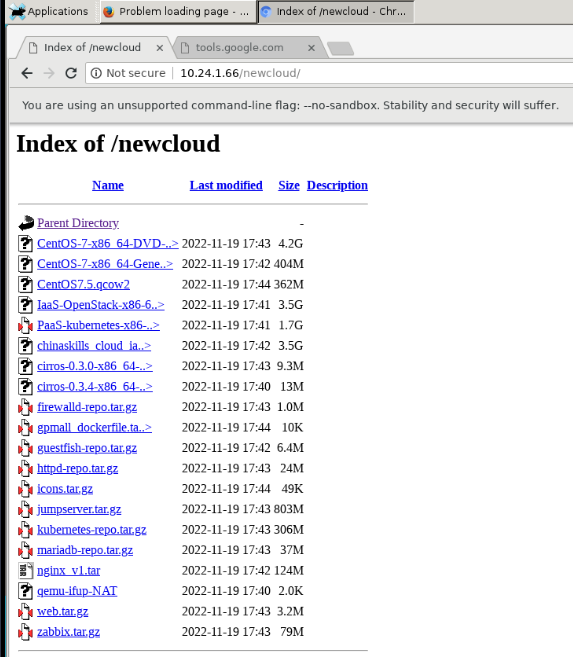 Applications Problem loading page - ... Index of /newcloud - Chr...
Index of /newcloud tools.google.com
Not secure 10.24.1.66/newcloud/
You are using an unsupported command-line flag: --no-sandbox. Stability and security will suffer.
Index of /newcloud
Name Last modified Size Description
Parent Directory -
CentOS-7-x86_64-DVD-..> 2022-11-19 17:43 4.2G
CentOS-7-x86_64-Gene..> 2022-11-19 17:42 404M
CentOS7.5.qcow2 2022-11-19 17:44 362M
IaaS-OpenStack-x86-6..> 2022-11-19 17:41 3.5G
PaaS-kubernetes-x86-..> 2022-11-19 17:41 1.7G
chinaskills_cloud_ia..> 2022-11-19 17:42 3.5G
cirros-0.3.0-x86_64-..> 2022-11-19 17:43 9.3M
cirros-0.3.4-x86_64-..> 2022-11-19 17:40 13M
firewalld-repo.tar.gz 2022-11-19 17:43 1.0M
gpmall_dockerfile.ta..> 2022-11-19 17:44 10K
guestfish-repo.tar.gz 2022-11-19 17:42 6.4M
httpd-repo.tar.gz 2022-11-19 17:43 24M
icons.tar.gz 2022-11-19 17:44 49K
jumpserver.tar.gz 2022-11-19 17:43 803M
kubernetes-repo.tar.gz 2022-11-19 17:43 306M
mariadb-repo.tar.gz 2022-11-19 17:43 37M
nginx_v1.tar 2022-11-19 17:42 124M
qemu-ifup-NAT 2022-11-19 17:40 2.0K
web.tar.gz 2022-11-19 17:43 3.2M
zabbix.tar.gz 2022-11-19 17:43 79M